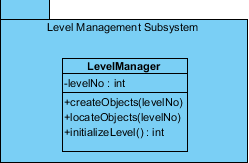 Level Management Subsystem
LevelManager
-levelNo : int
+createObjects(levelNo)
+locateObjects(levelNo)
+initializeLevel() : int